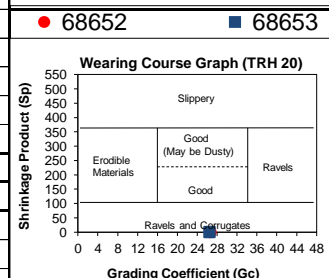 68652 68653
Wearing Course Graph (TRH 20)
Shrinkage Product (Sp)
550
500
450
400
350
300
250
200
150
100
50
0
Slippery
Good
(May be Dusty)
Erodible
Materials
Ravels
Good
Ravels and Corrugates
0 4 8 12 16 20 24 28 32 36 40 44 48
Grading Coefficient (Gc)